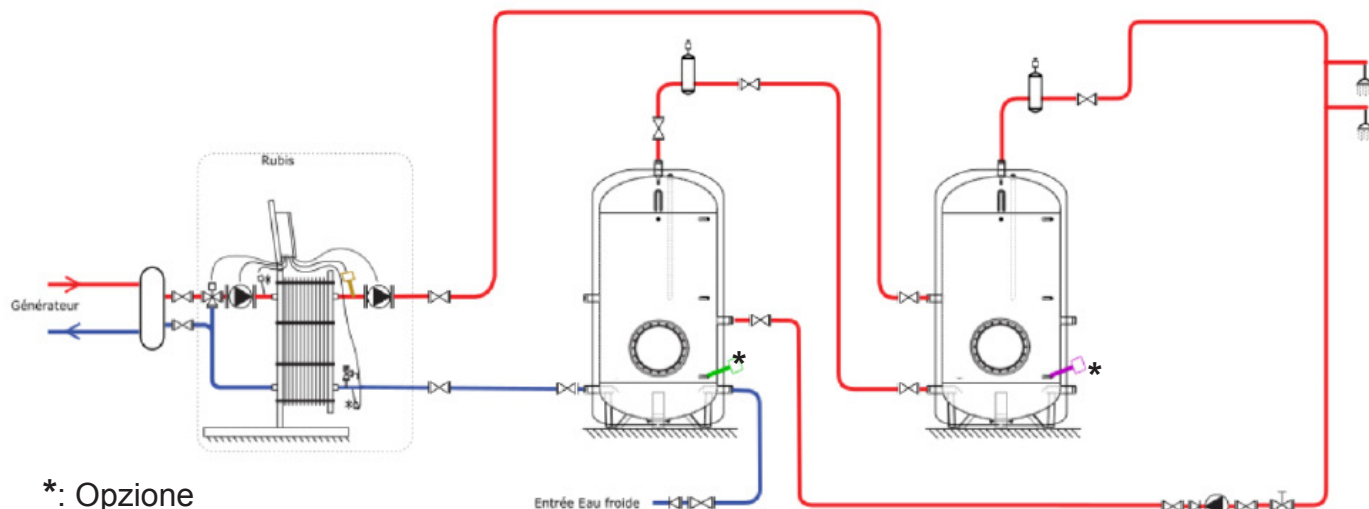 Rubis
Générateur
*
*
Entrée Eau froide
*: Opzione